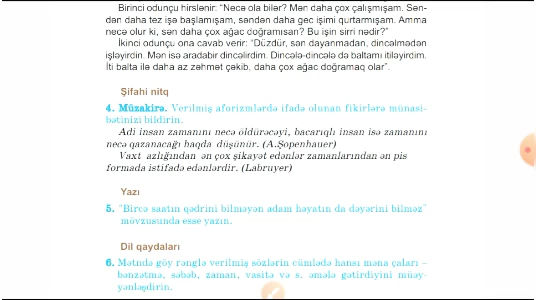 Birinci odunçu hirslənir: "Necə ola bilər? Mən daha çox çalışmışam. Sən-
dən daha tez işə başlamışam, səndən daha gec işimi qurtarmışam. Amma
necə olur ki, sən daha çox ağac doğramısan? Bu işin sirri nədir?"
İkinci odunçu ona cavab verir: "Düzdür, sən dayanmadan, dincəlmədən
işləyirdin. Mən isə aradabir dincəlirdim. Dincələ-dincələ də baltamı itiləyirdim.
İti balta ilə daha az zəhmət çəkib, daha çox ağac doğramaq olar".
Şifahi nitq
4. Müzakirə. Verilmiş aforizmlərdə ifadə olunan fikirlərə münasi-
bətinizi bildirin.
Adi insan zamanını necə öldürəcəyi, bacarıqlı insan isə zamanını
necə qazanacağı haqda düşünür. (A.Şopenhauer)
Vaxt azlığından ən çox şikayət edənlər zamanlarından ən pis
formada istifadə edənlərdir. (Labruyer)
Yazı
5. "Bircə saatın qədrini bilməyən adam həyatın da dəyərini bilməz"
mövzusunda esse yazın.
Dil qaydaları
6. Mətndə göy rənglə verilmiş sözlərin cümlədə hansı məna çaları –
bənzətmə, səbəb, zaman, vasitə və s. əmələ gətirdiyini müəy-
yənləşdirin.